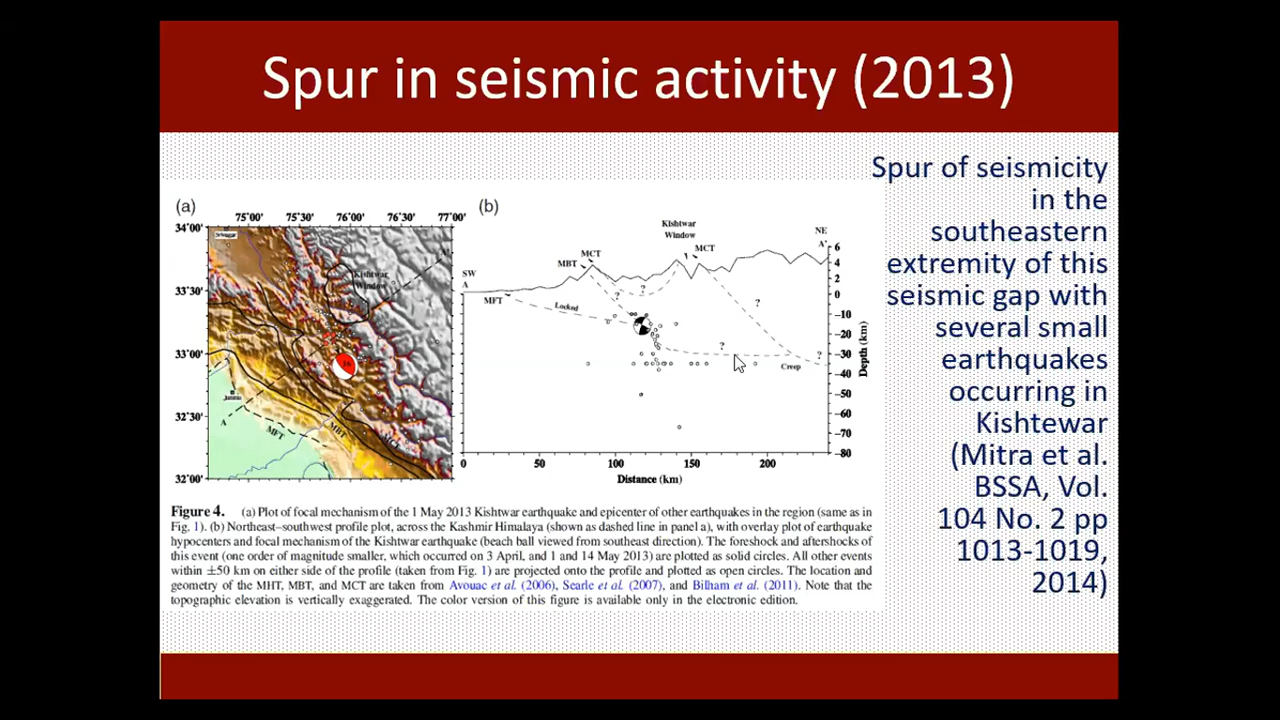 Spur in seismic activity (2013)
(a)
75˚00'
75˚30'
76˚00'
76˚30'
77˚00'
34˚00'
33˚30'
33˚00'
32˚30'
32˚00'
Srinagar
Kishtwar
Window
Jammu
A
MFT
MBT
MCT
(b)
SW
A
MFT
Locked
MBT
MCT
Kishtwar
Window
MCT
NE
A'
?
?
?
?
?
Creep
6
4
2
0
−10
−20
−30
−40
−50
−60
−70
−80
Depth (km)
0
50
100
150
200
Distance (km)
Figure 4. (a) Plot of focal mechanism of the 1 May 2013 Kishtwar earthquake and epicenter of other earthquakes in the region (same as in
Fig. 1). (b) Northeast–southwest profile plot, across the Kashmir Himalaya (shown as dashed line in panel a), with overlay plot of earthquake
hypocenters and focal mechanism of the Kishtwar earthquake (beach ball viewed from southeast direction). The foreshock and aftershocks of
this event (one order of magnitude smaller, which occurred on 3 April, and 1 and 14 May 2013) are plotted as solid circles. All other events
within ±50 km on either side of the profile (taken from Fig. 1) are projected onto the profile and plotted as open circles. The location and
geometry of the MHT, MBT, and MCT are taken from Avouac et al. (2006), Searle et al. (2007), and Bilham et al. (2011). Note that the
topographic elevation is vertically exaggerated. The color version of this figure is available only in the electronic edition.
Spur of seismicity
in the
southeastern
extremity of this
seismic gap with
several small
earthquakes
occurring in
Kishtewar
(Mitra et al.
BSSA, Vol.
104 No. 2 pp
1013-1019,
2014)